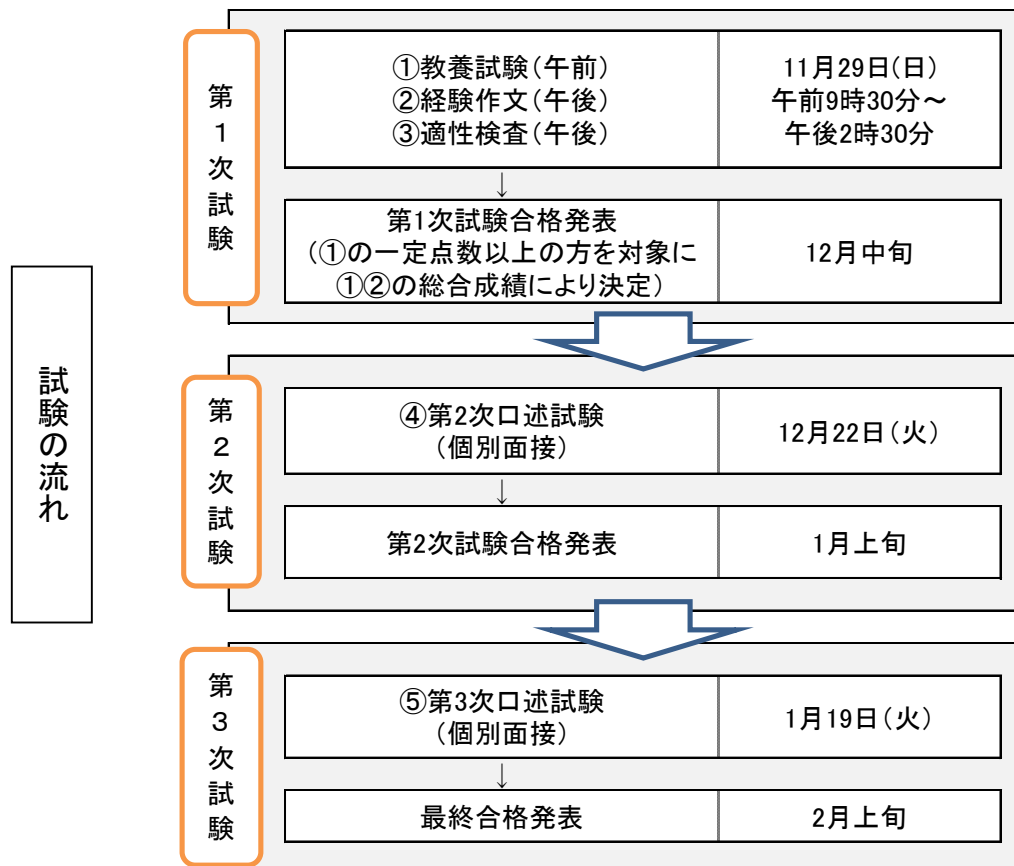 試験の流れ
第1次試験
①教養試験(午前)
②経験作文(午後)
③適性検査(午後)
11月29日(日)
午前9時30分~
午後2時30分
↓
第1次試験合格発表
(①の一定点数以上の方を対象に
①②の総合成績により決定)
12月中旬
第2次試験
④第2次口述試験
(個別面接)
12月22日(火)
↓
第2次試験合格発表
1月上旬
第3次試験
⑤第3次口述試験
(個別面接)
1月19日(火)
↓
最終合格発表
2月上旬